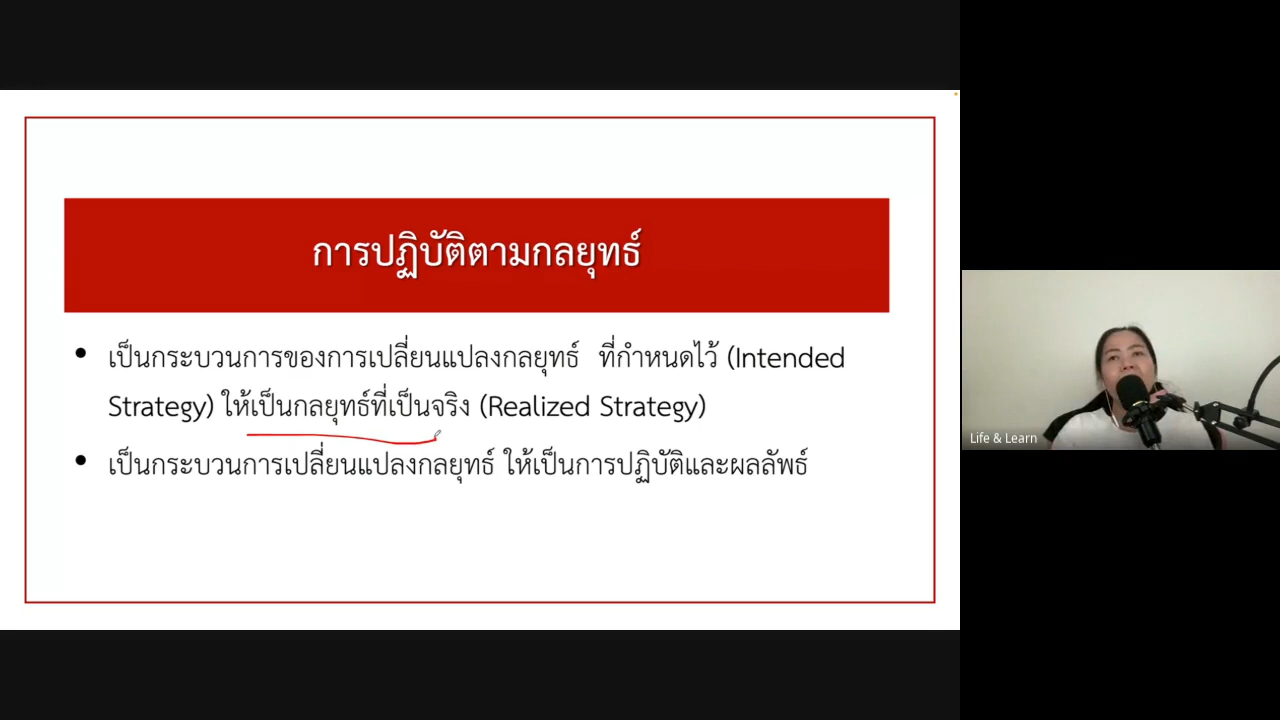 การปฏิบัติตามกลยุทธ์
• เป็นกระบวนการของการเปลี่ยนแปลงกลยุทธ์ ที่กำหนดไว้ (Intended
Strategy) ให้เป็นกลยุทธ์ที่เป็นจริง (Realized Strategy)
• เป็นกระบวนการเปลี่ยนแปลงกลยุทธ์ ให้เป็นการปฏิบัติและผลลัพธ์
Life & Learn